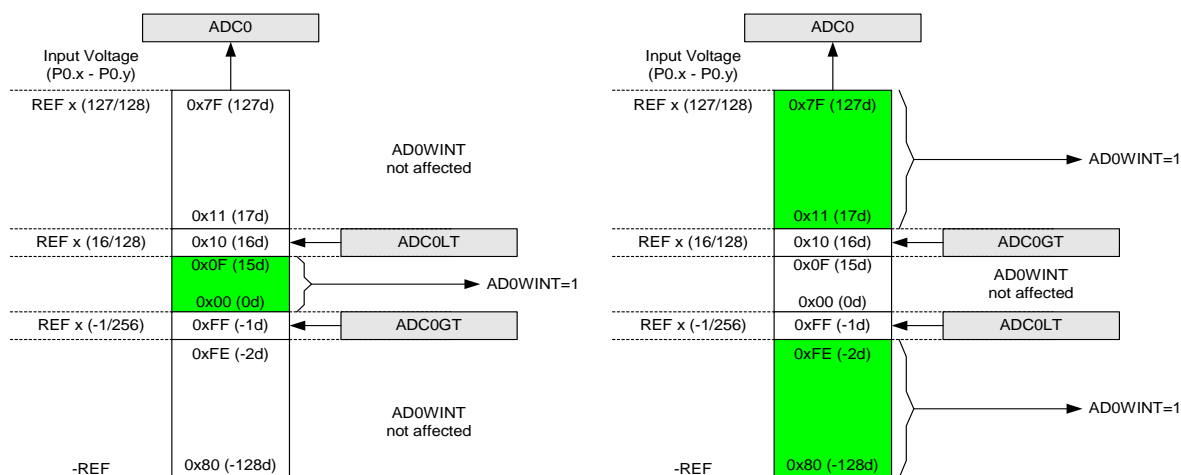 ADC0
Input Voltage
(P0.x - P0.y)
REF x (127/128)
0x7F (127d)
AD0WINT
not affected
0x11 (17d)
REF x (16/128)
0x10 (16d)
ADC0LT
0x0F (15d)
AD0WINT=1
0x00 (0d)
REF x (-1/256)
0xFF (-1d)
ADC0GT
0xFE (-2d)
AD0WINT
not affected
-REF
0x80 (-128d)
ADC0
Input Voltage
(P0.x - P0.y)
REF x (127/128)
0x7F (127d)
AD0WINT=1
0x11 (17d)
REF x (16/128)
0x10 (16d)
ADC0GT
0x0F (15d)
AD0WINT
not affected
0x00 (0d)
REF x (-1/256)
0xFF (-1d)
ADC0LT
0xFE (-2d)
AD0WINT=1
-REF
0x80 (-128d)